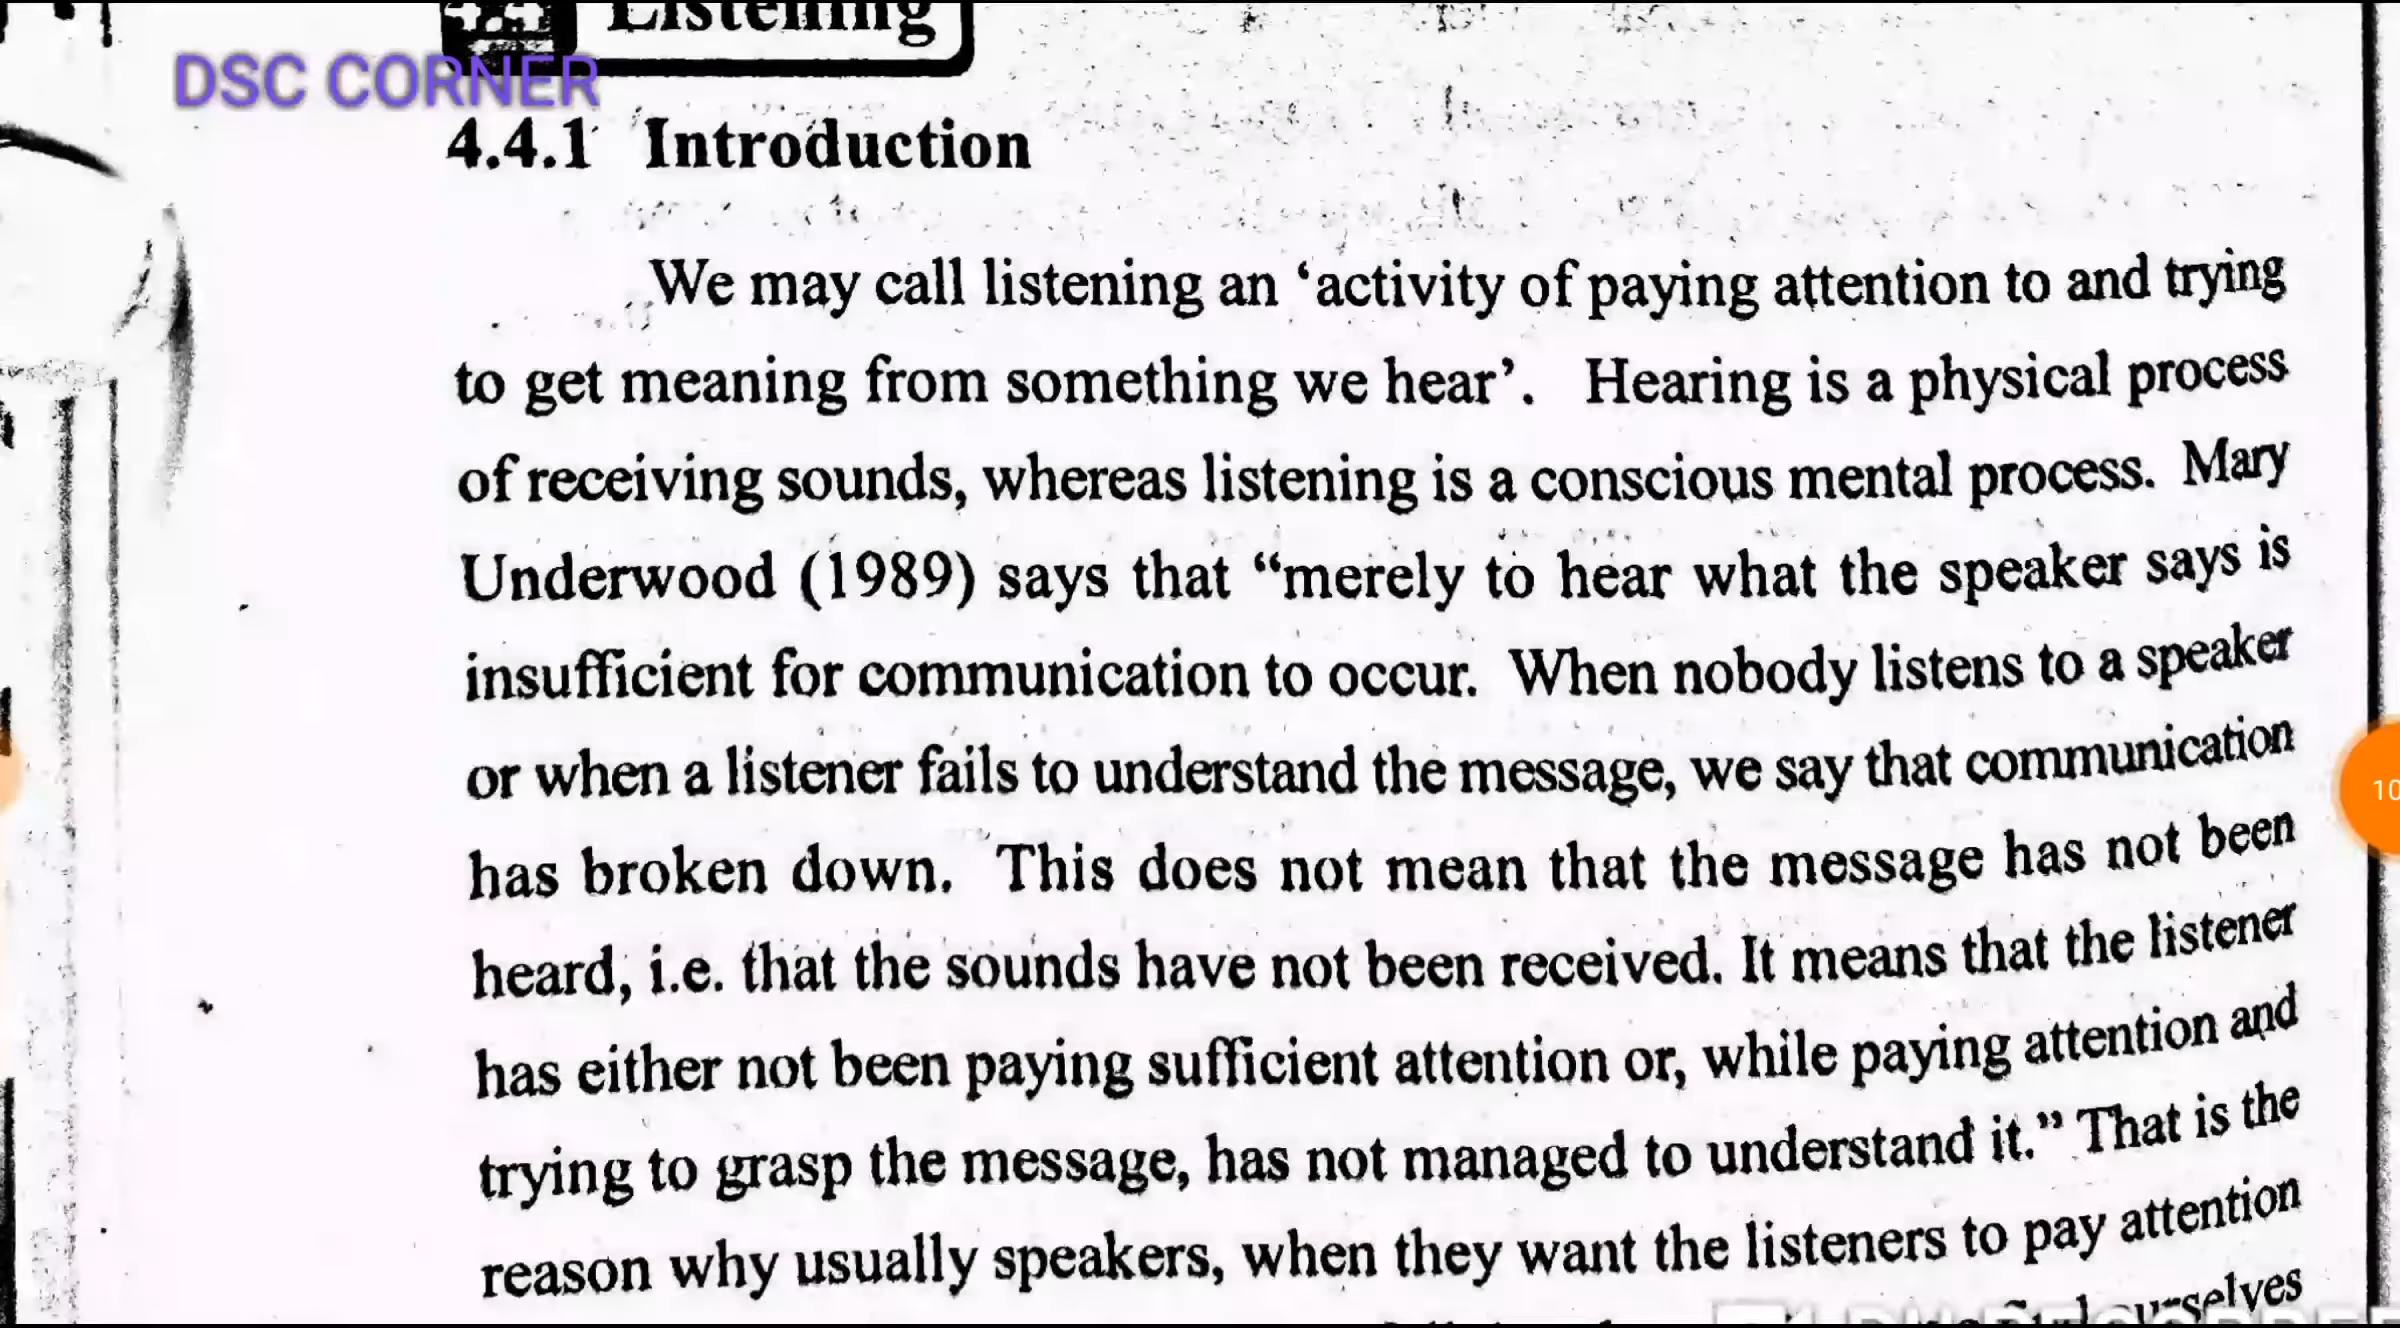 Listening
DSC CORNER
4.4.1 Introduction
We may call listening an ‘activity of paying attention to and trying
to get meaning from something we hear’. Hearing is a physical process
of receiving sounds, whereas listening is a conscious mental process. Mary
Underwood (1989) says that “merely to hear what the speaker says is
insufficient for communication to occur. When nobody listens to a speaker
or when a listener fails to understand the message, we say that communication
10
has broken down. This does not mean that the message has not been
heard, i.e. that the sounds have not been received. It means that the listener
has either not been paying sufficient attention or, while paying attention and
trying to grasp the message, has not managed to understand it.” That is the
reason why usually speakers, when they want the listeners to pay attention